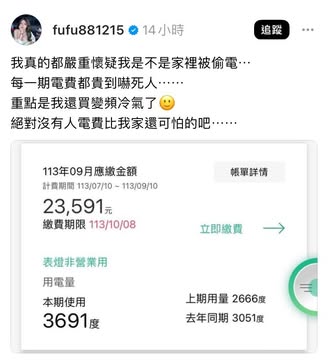 fufu881215 14小時
追蹤
我真的都嚴重懷疑我是不是家裡被偷電⋯
每一期電費都貴到嚇死人⋯⋯
重點是我還買變頻冷氣了🙂
絕對沒有人電費比我家還可怕的吧⋯⋯
113年09月應繳金額
帳單詳情
計費期間 113/07/10 ~ 113/09/10
23,591元
繳費期限 113/10/08
立即繳費
表燈非營業用
用電量
本期使用
3691度
上期用量 2666度
去年同期 3051度